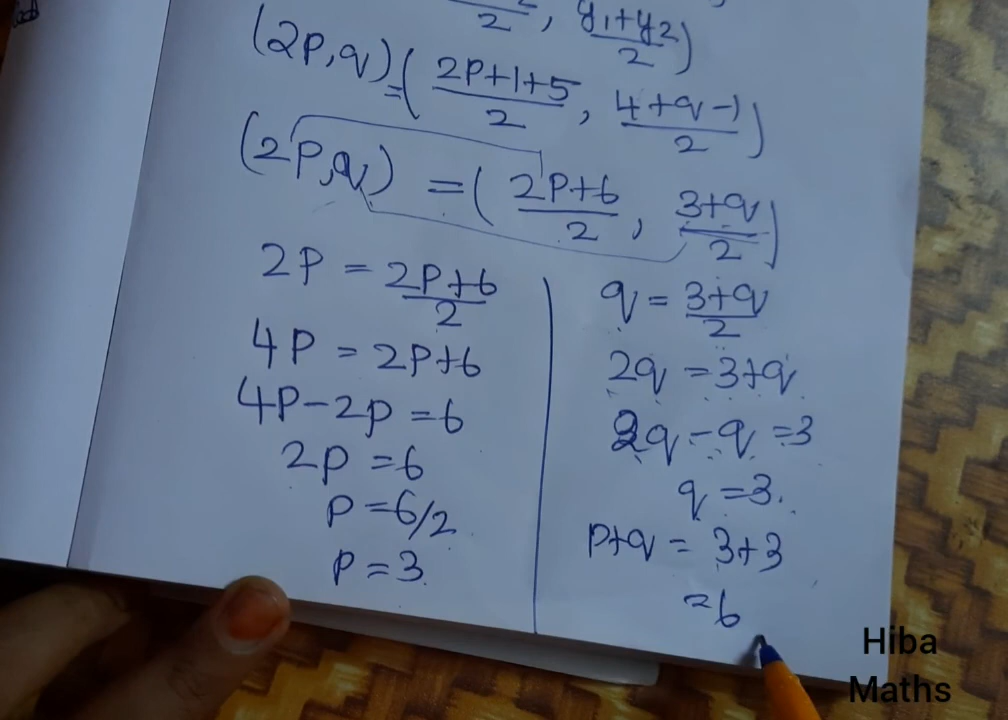 2 / 2, y₁+y₂ / 2)
(2P,q) = (2P+1+5 / 2, 4+q-1 / 2)
(2P,q) = (2P+6 / 2, 3+q / 2)
2P = 2P+6 / 2
4P = 2P+6
4P-2P = 6
2P = 6
P = 6/2
P = 3
q = 3+q / 2
2q = 3+q
2q - q = 3
q = 3.
P+q = 3+3
= 6
Hiba
Maths